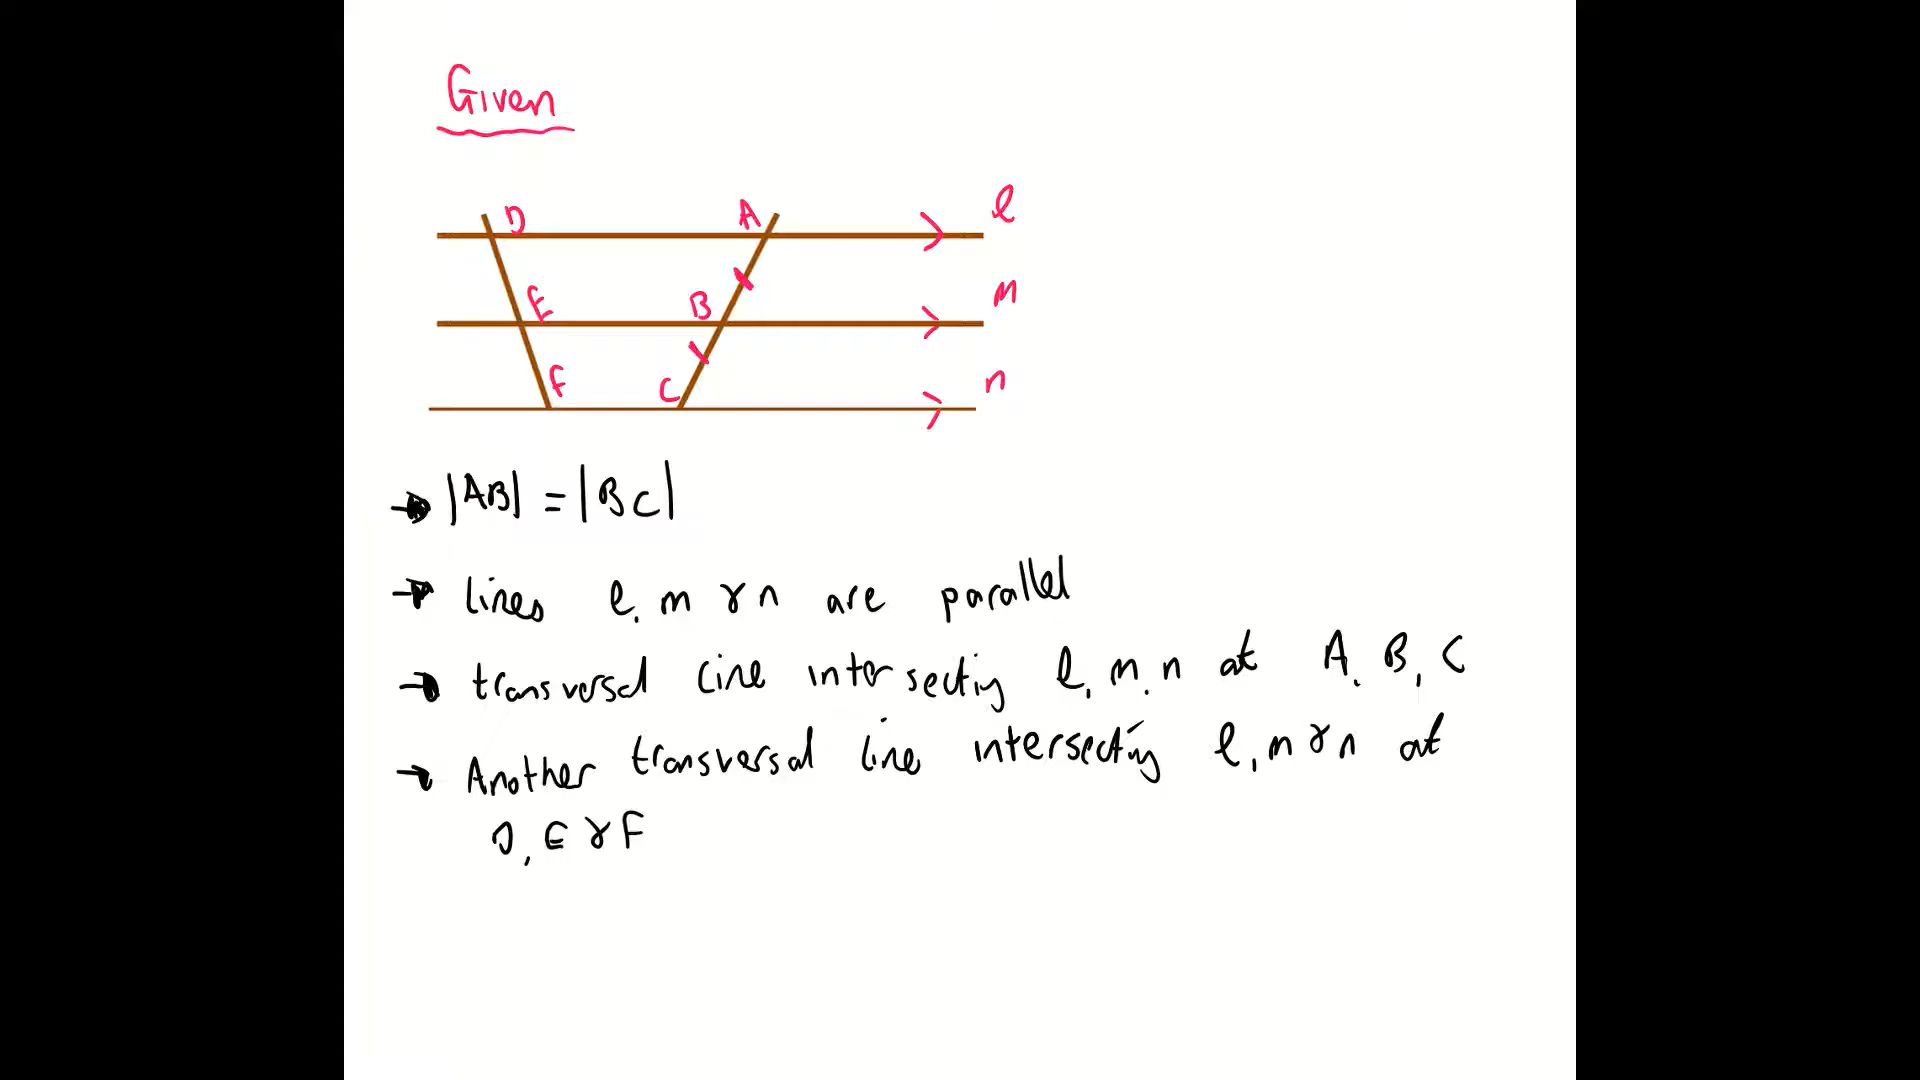 Given
D A l
E B m
F C n
|AB| = |BC|
lines l, m & n are parallel
transversal line intersecting l, m, n at A, B, C
Another transversal line intersecting l, m & n at
D, E & F